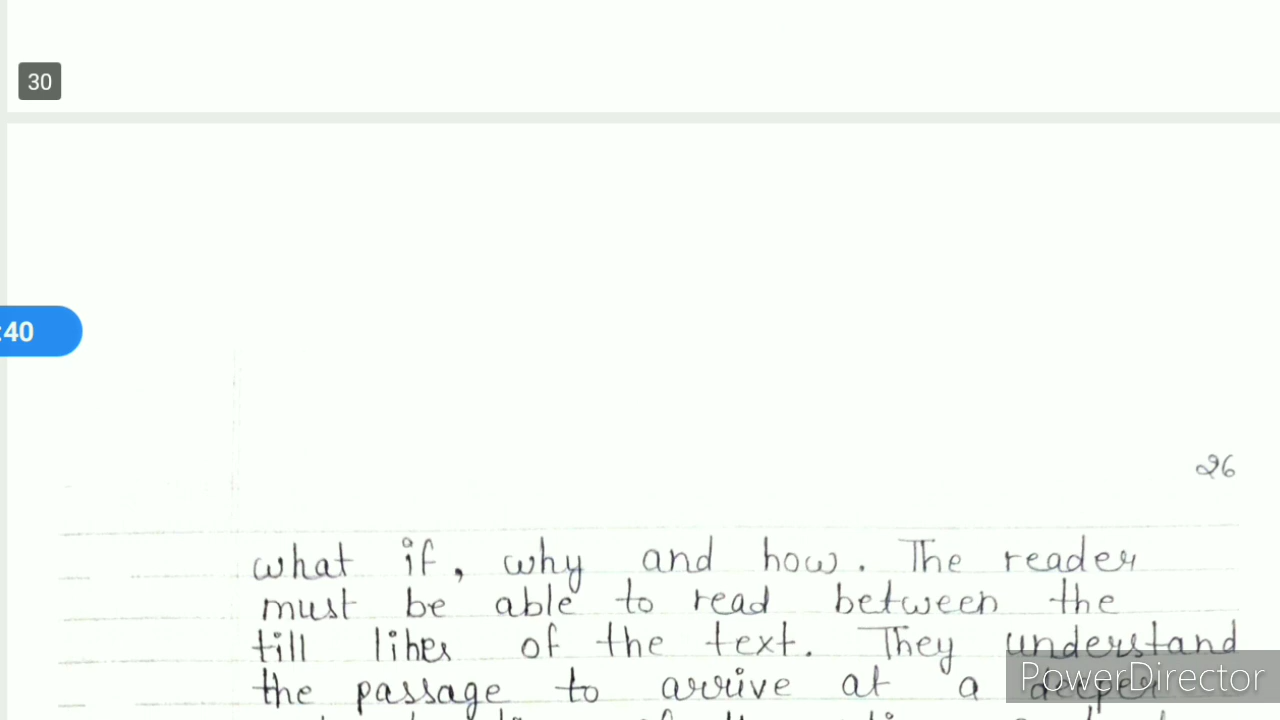 30
:40
26
what if, why and how. The reader
must be able to read between the
till lines of the text. They understand
the passage to arrive at a deeper
PowerDirector